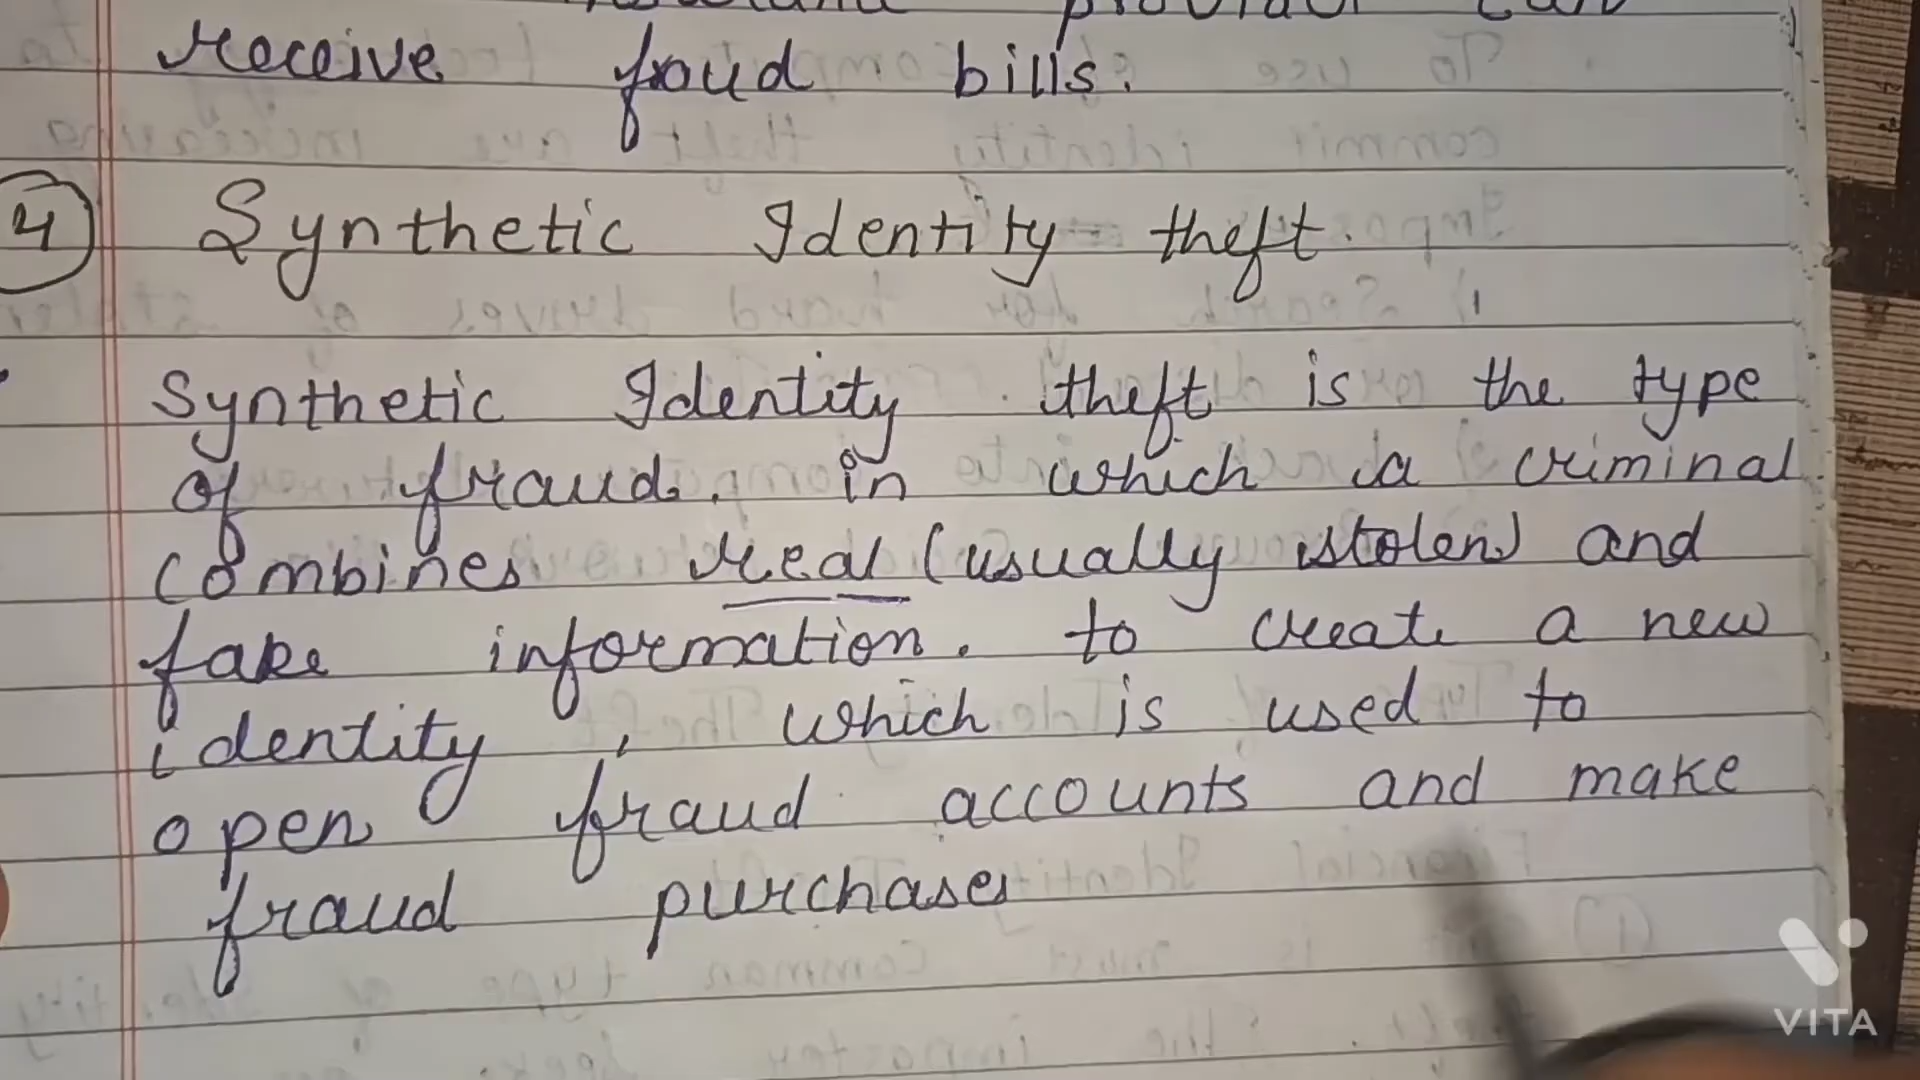 receive froud bills.
4 Synthetic Identity theft.
Synthetic Identity theft is the type
of fraud. in which a criminal
combines real (usually stolen) and
fake information. to create a new
identity, which is used to
open fraud accounts and make
fraud purchases
VITA